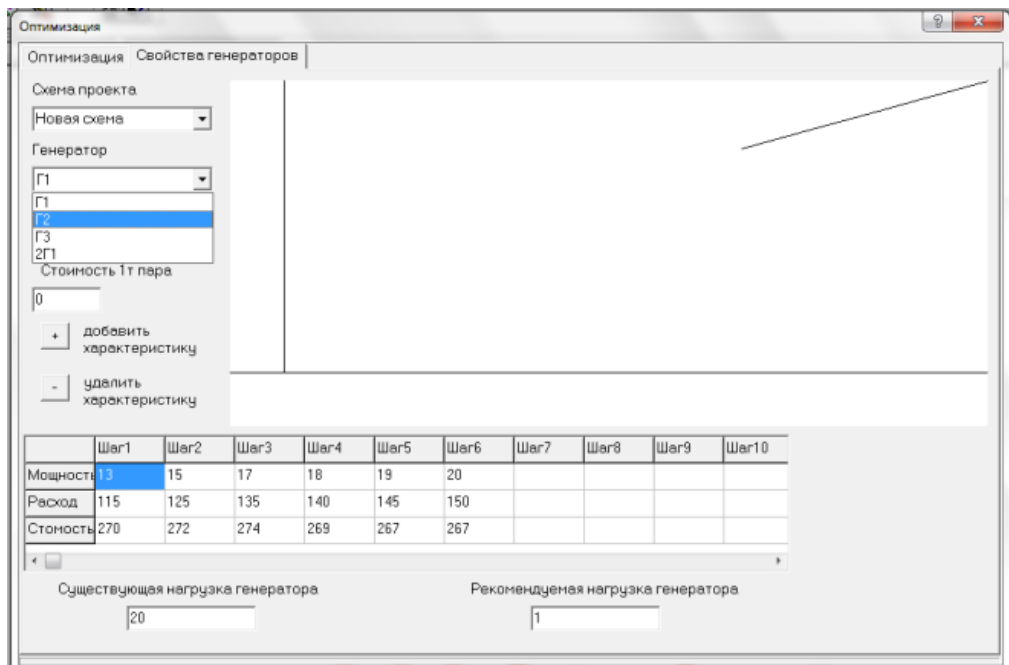 Оптимизация
Оптимизация Свойства генераторов
Схема проекта
Новая схема
Генератор
Г1
Г1
Г2
Г3
2Г1
Стоимость 1т пара
0
+ добавить характеристику
- удалить характеристику
Шаг1 Шаг2 Шаг3 Шаг4 Шаг5 Шаг6 Шаг7 Шаг8 Шаг9 Шаг10
Мощность 13 15 17 18 19 20
Расход 115 125 135 140 145 150
Стомость 270 272 274 269 267 267
Существующая нагрузка генератора Рекомендуемая нагрузка генератора
20 1